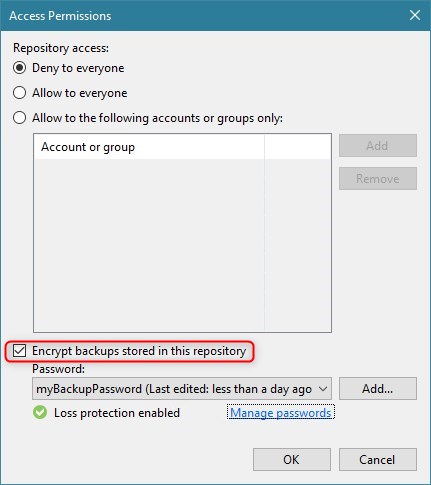 Access Permissions
Repository access:
Deny to everyone
Allow to everyone
Allow to the following accounts or groups only:
Account or group
Add
Remove
Encrypt backups stored in this repository
Password:
myBackupPassword (Last edited: less than a day ago
Add...
Loss protection enabled
Manage passwords
OK
Cancel